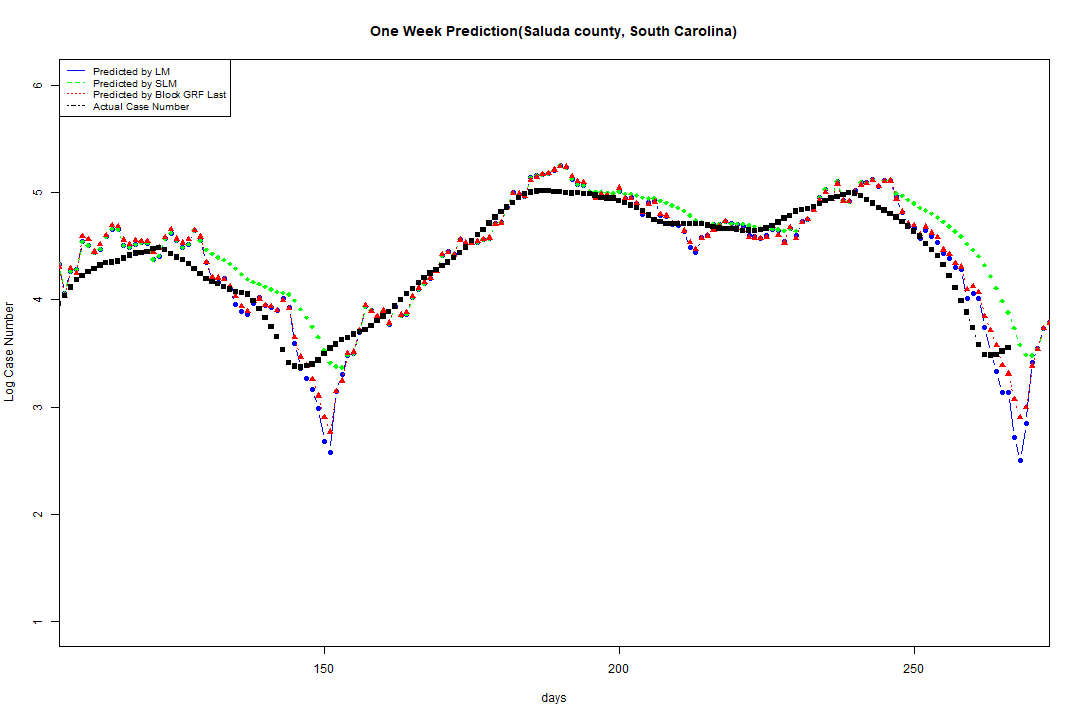 One Week Prediction(Saluda county, South Carolina)
Predicted by LM
Predicted by SLM
Predicted by Block GRF Last
Actual Case Number
6
5
4
3
2
1
Log Case Number
150
200
250
days